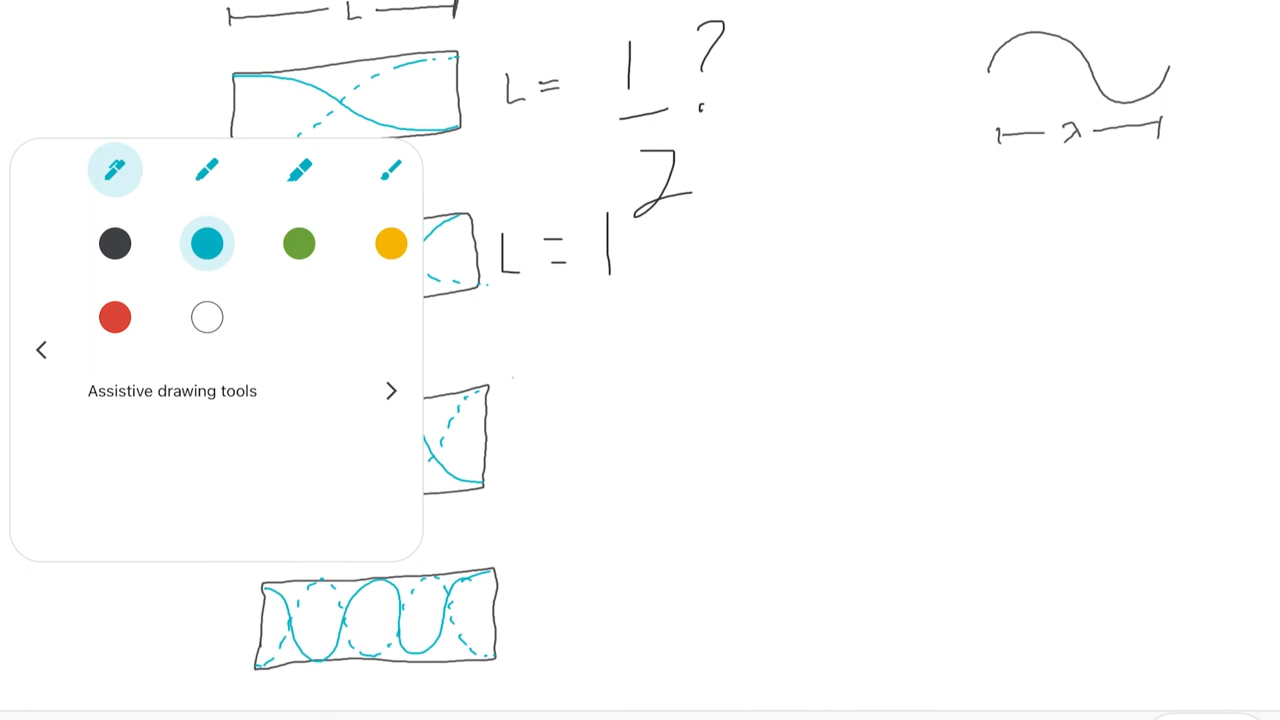 L
L = 1/2 ?
λ
L = 1
Assistive drawing tools